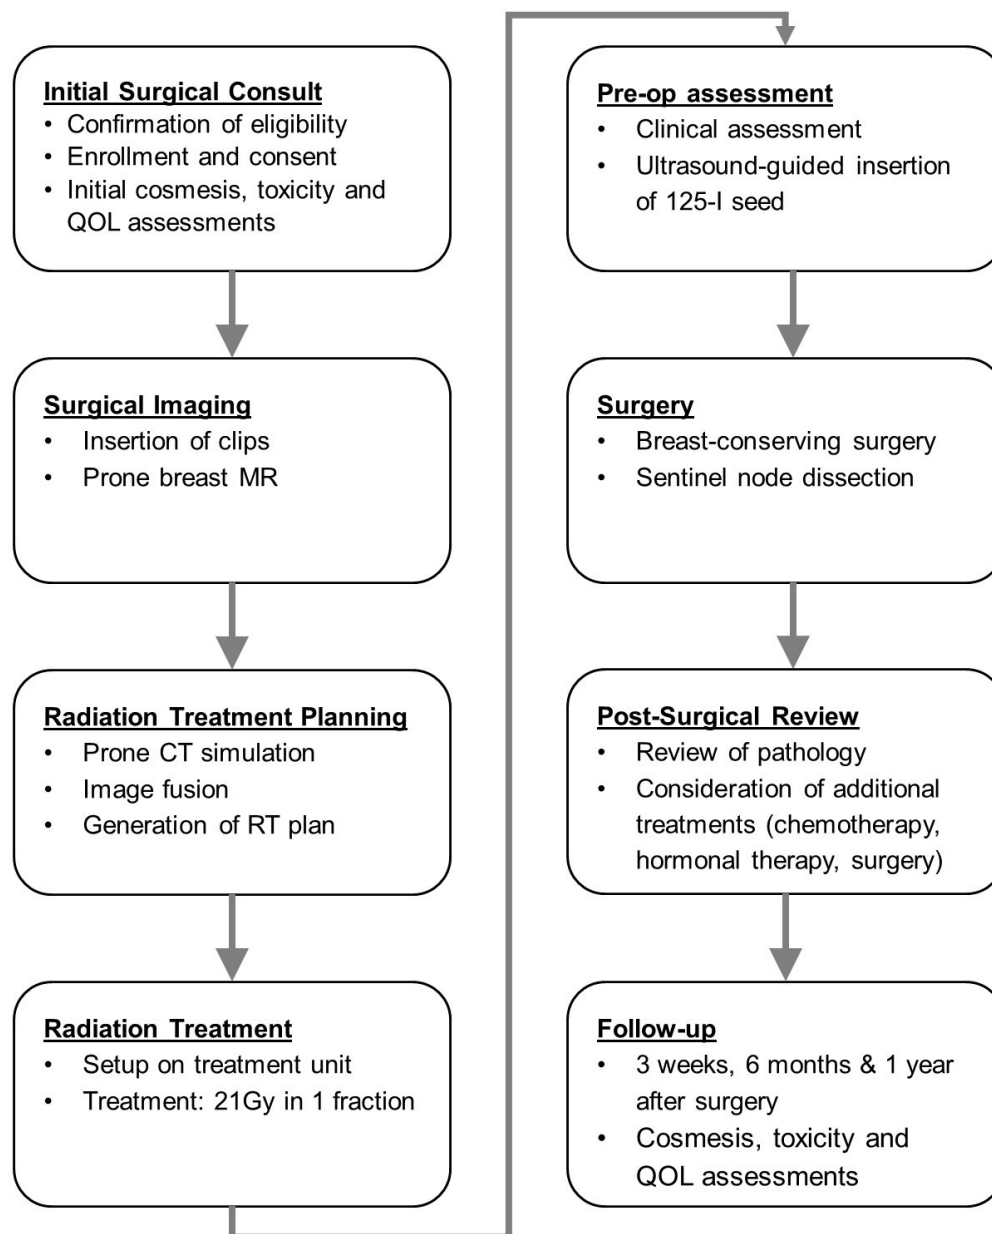 Initial Surgical Consult
• Confirmation of eligibility
• Enrollment and consent
• Initial cosmesis, toxicity and
QOL assessments
Surgical Imaging
• Insertion of clips
• Prone breast MR
Radiation Treatment Planning
• Prone CT simulation
• Image fusion
• Generation of RT plan
Radiation Treatment
• Setup on treatment unit
• Treatment: 21Gy in 1 fraction
Pre-op assessment
• Clinical assessment
• Ultrasound-guided insertion
of 125-I seed
Surgery
• Breast-conserving surgery
• Sentinel node dissection
Post-Surgical Review
• Review of pathology
• Consideration of additional
treatments (chemotherapy,
hormonal therapy, surgery)
Follow-up
• 3 weeks, 6 months & 1 year
after surgery
• Cosmesis, toxicity and
QOL assessments